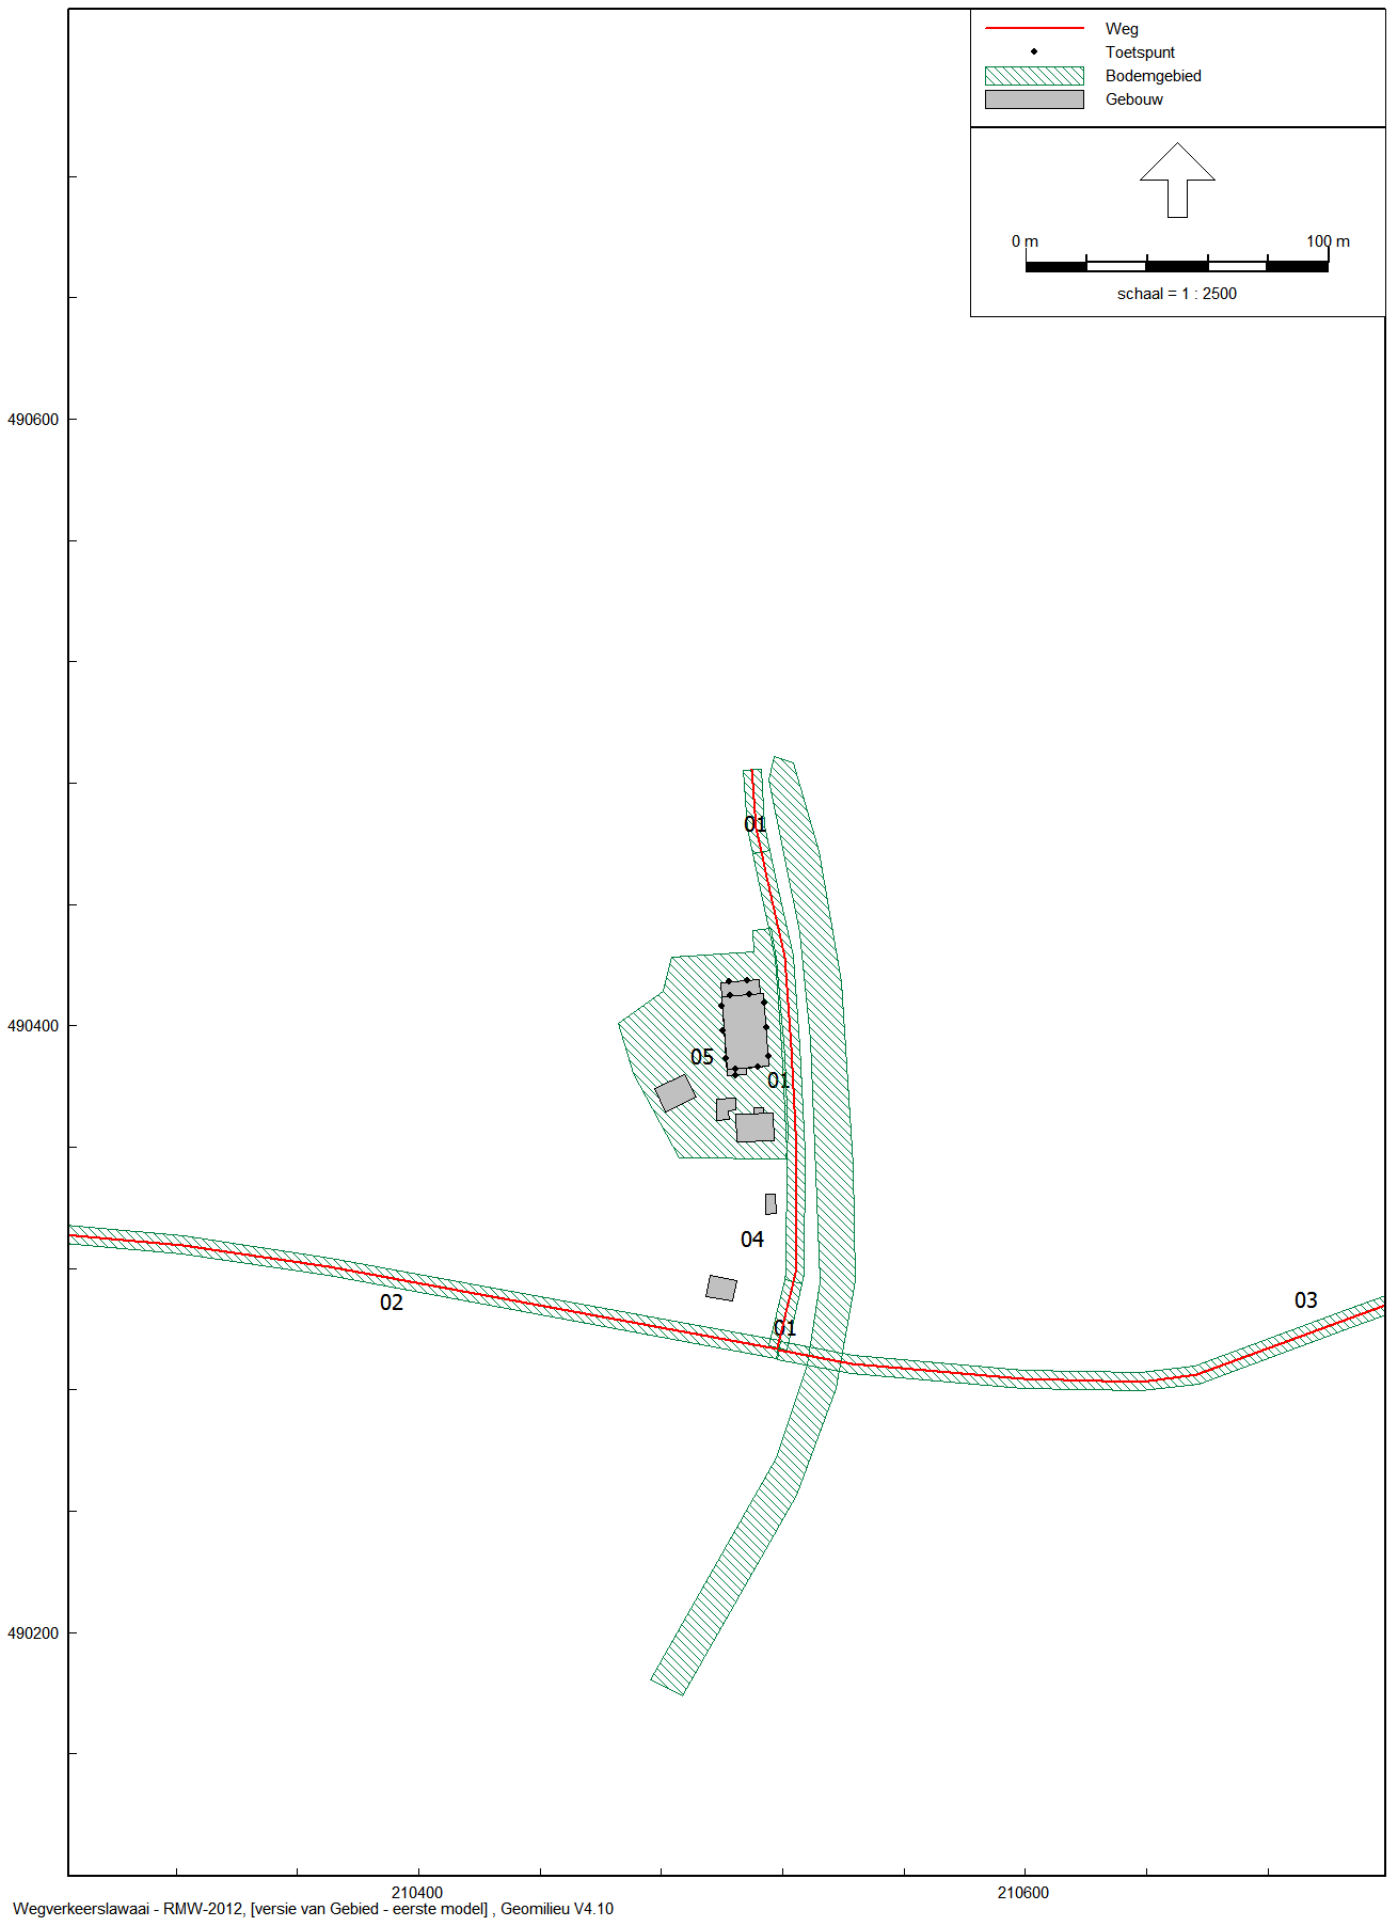 Weg
Toetspunt
Bodemgebied
Gebouw
0 m 100 m
schaal = 1 : 2500
490600
01
490400
05
01
04
02
03
01
490200
210400 210600
Wegverkeerslawaai - RMW-2012, [versie van Gebied - eerste model] , Geomilieu V4.10